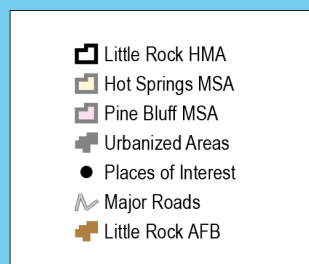 Little Rock HMA
Hot Springs MSA
Pine Bluff MSA
Urbanized Areas
Places of Interest
Major Roads
Little Rock AFB